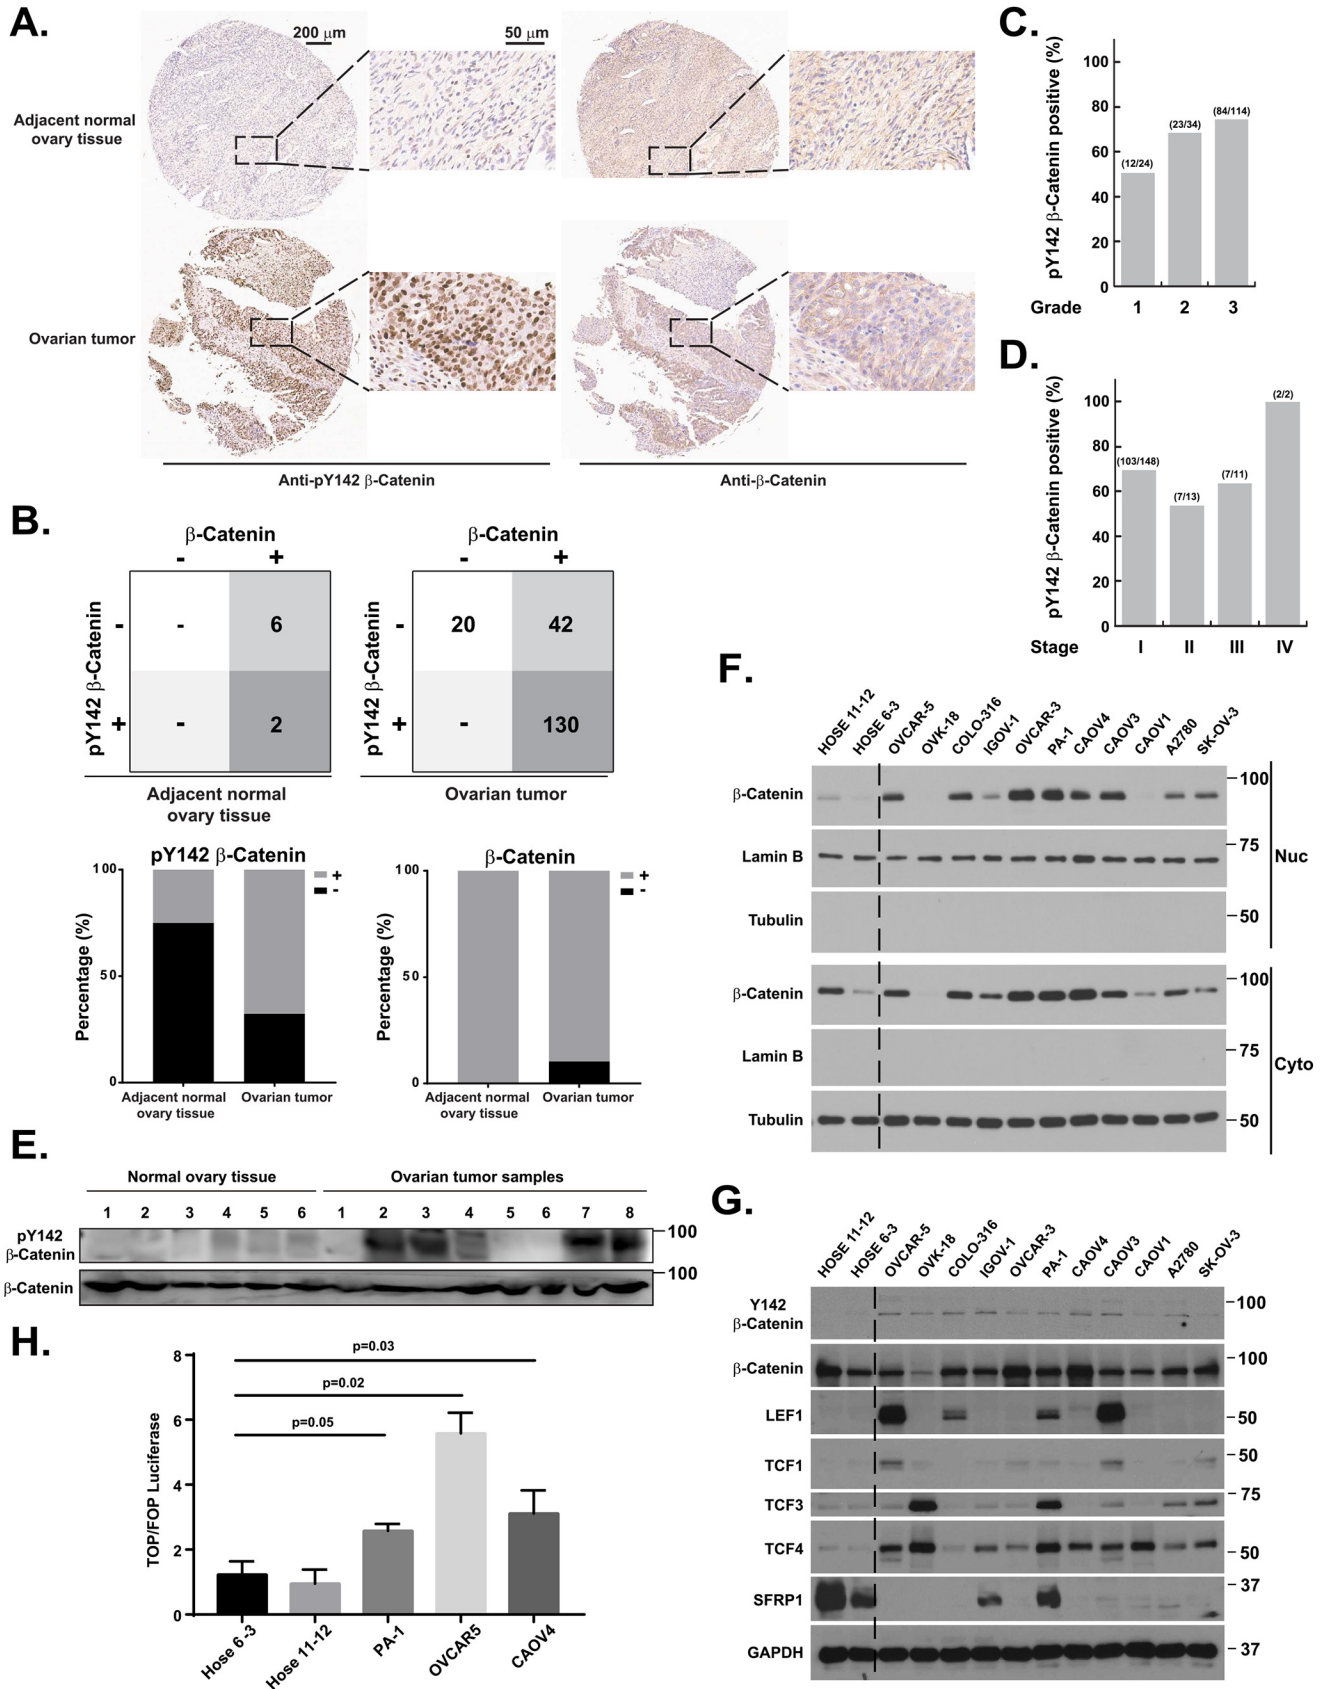 A.
200 μm
50 μm
Adjacent normal
ovary tissue
Ovarian tumor
Anti-pY142 β-Catenin
Anti-β-Catenin
B.
β-Catenin
- +
pY142 β-Catenin
- - 6
+ - 2
Adjacent normal
ovary tissue
β-Catenin
- +
pY142 β-Catenin
- 20 42
+ - 130
Ovarian tumor
pY142 β-Catenin
Percentage (%)
100
50
0
+
-
Adjacent normal
ovary tissue
Ovarian tumor
β-Catenin
Percentage (%)
100
50
0
+
-
Adjacent normal
ovary tissue
Ovarian tumor
C.
pY142 β-Catenin positive (%)
100
80
60
40
20
0
(12/24)
(23/34)
(84/114)
Grade 1 2 3
D.
pY142 β-Catenin positive (%)
100
80
60
40
20
0
(103/148)
(7/13)
(7/11)
(2/2)
Stage I II III IV
E.
Normal ovary tissue
Ovarian tumor samples
1 2 3 4 5 6 1 2 3 4 5 6 7 8
pY142
β-Catenin
100
β-Catenin
100
F.
HOSE 11-12
HOSE 6-3
OVCAR-5
OVK-18
COLO-316
IGOV-1
OVCAR-3
PA-1
CAOV4
CAOV3
CAOV1
A2780
SK-OV-3
β-Catenin
100
Lamin B
75
Tubulin
50
Nuc
β-Catenin
100
Lamin B
75
Tubulin
50
Cyto
G.
HOSE 11-12
HOSE 6-3
OVCAR-5
OVK-18
COLO-316
IGOV-1
OVCAR-3
PA-1
CAOV4
CAOV3
CAOV1
A2780
SK-OV-3
Y142
β-Catenin
100
β-Catenin
100
LEF1
50
TCF1
50
TCF3
75
TCF4
50
SFRP1
37
GAPDH
37
H.
TOP/FOP Luciferase
8
6
4
2
0
p=0.03
p=0.02
p=0.05
Hose 6-3
Hose 11-12
PA-1
OVCAR5
CAOV4